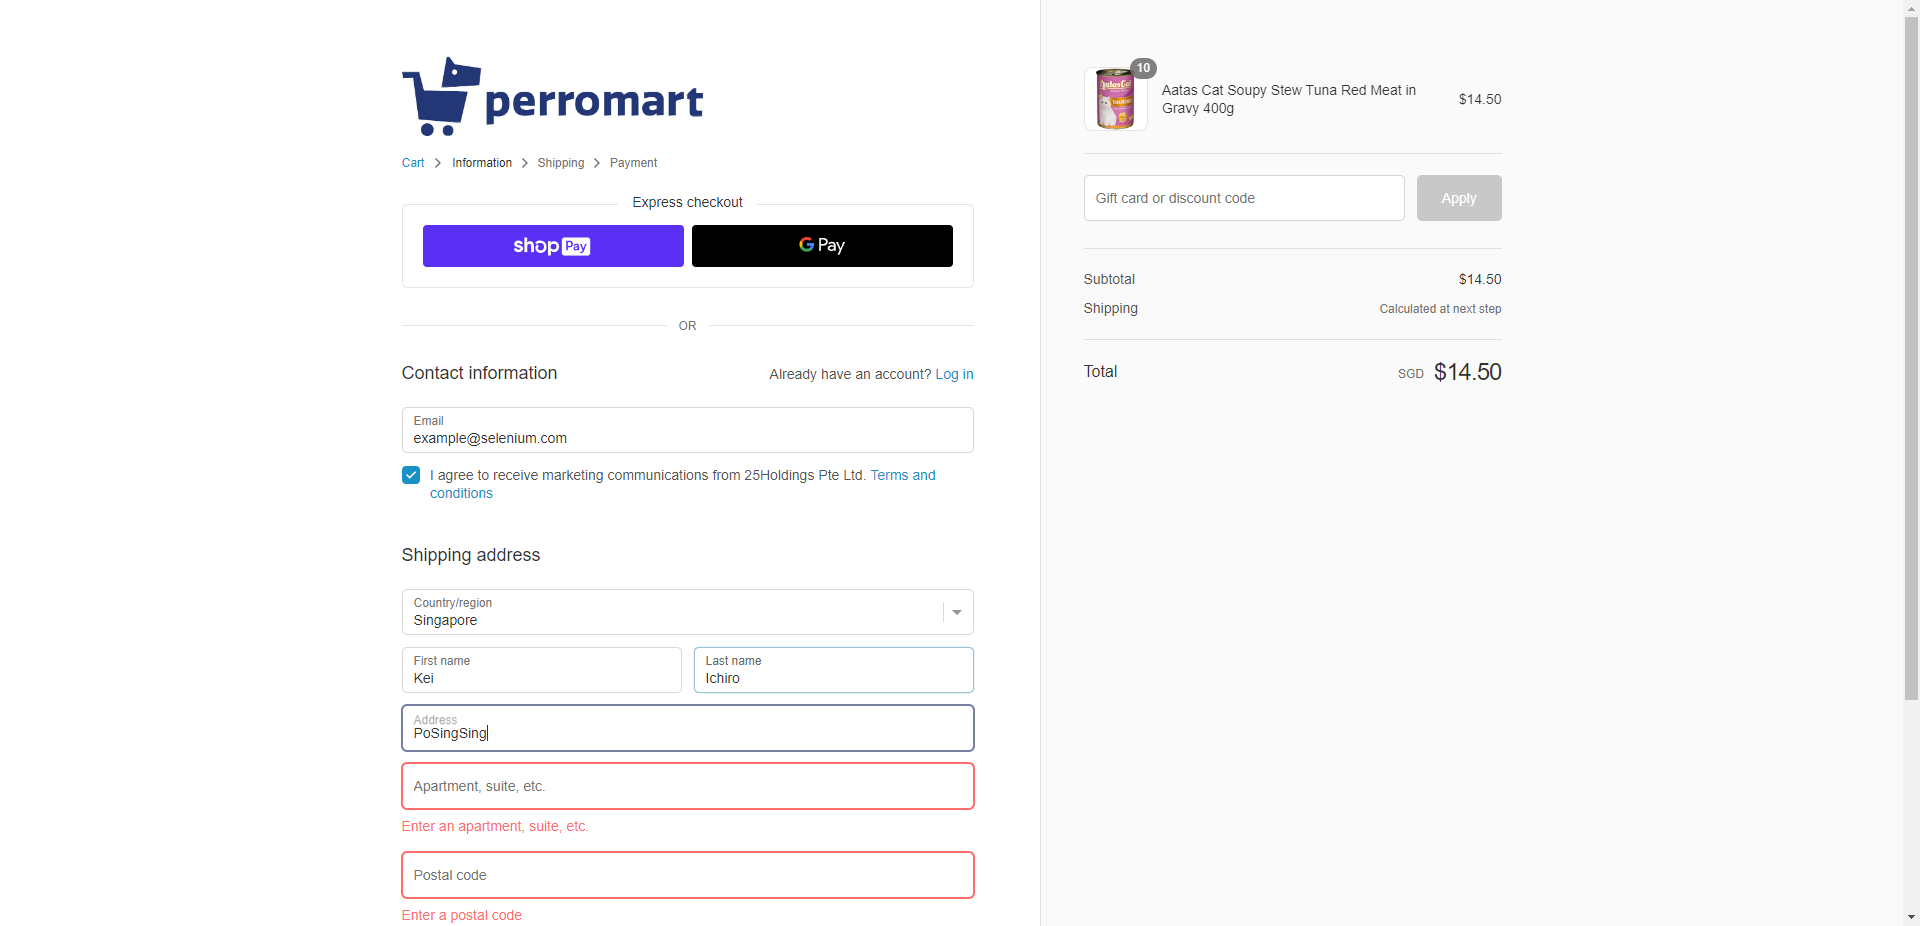 perromart
Cart
Information
Shipping
Payment
Express checkout
shop Pay
G Pay
OR
Contact information
Already have an account? Log in
Email
example@selenium.com
I agree to receive marketing communications from 25Holdings Pte Ltd. Terms and
conditions
Shipping address
Country/region
Singapore
First name
Kei
Last name
Ichiro
Address
PoSingSing
Apartment, suite, etc.
Enter an apartment, suite, etc.
Postal code
Enter a postal code
10
Aatas Cat
Aatas Cat Soupy Stew Tuna Red Meat in
Gravy 400g
$14.50
Gift card or discount code
Apply
Subtotal
$14.50
Shipping
Calculated at next step
Total
SGD $14.50